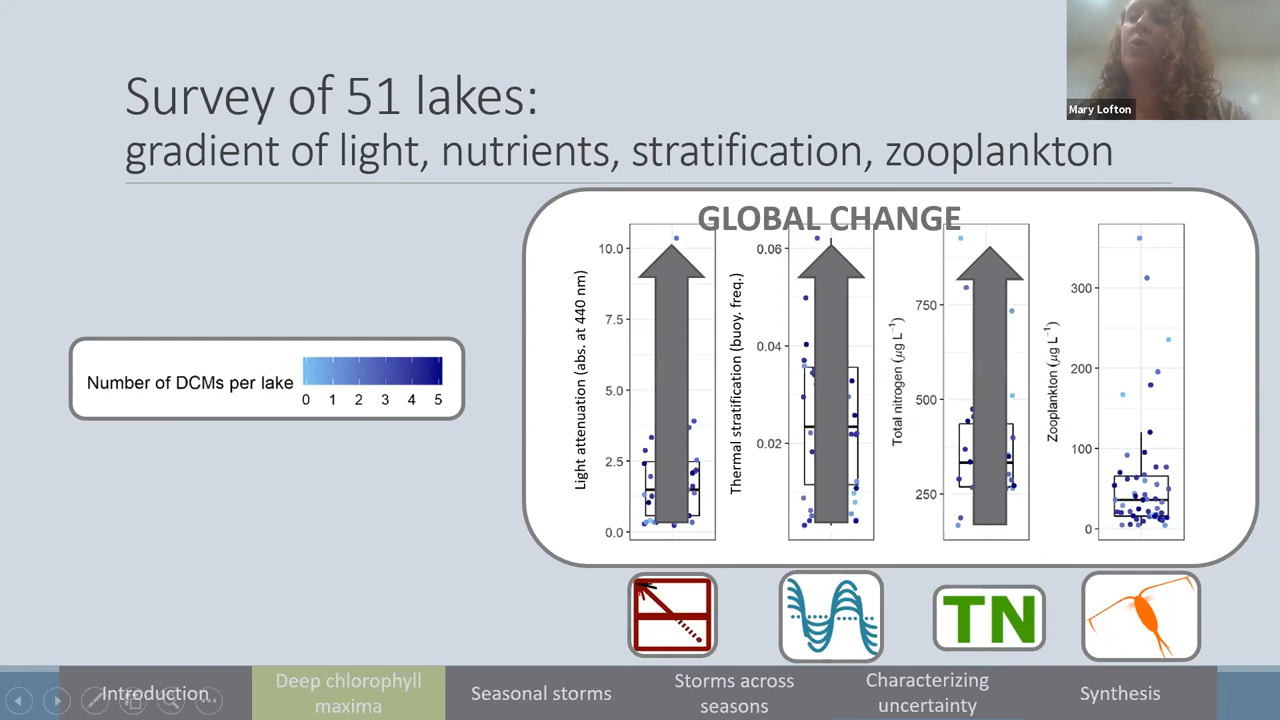 Mary Lofton
Survey of 51 lakes:
gradient of light, nutrients, stratification, zooplankton
GLOBAL CHANGE
Number of DCMs per lake
0 1 2 3 4 5
Light attenuation (abs. at 440 nm)
10.0
7.5
5.0
2.5
0.0
Thermal stratification (buoy. freq.)
0.06
0.04
0.02
Total nitrogen (µg L⁻¹)
750
500
250
Zooplankton (µg L⁻¹)
300
200
100
0
TN
Introduction
Deep chlorophyll
maxima
Seasonal storms
Storms across
seasons
Characterizing
uncertainty
Synthesis